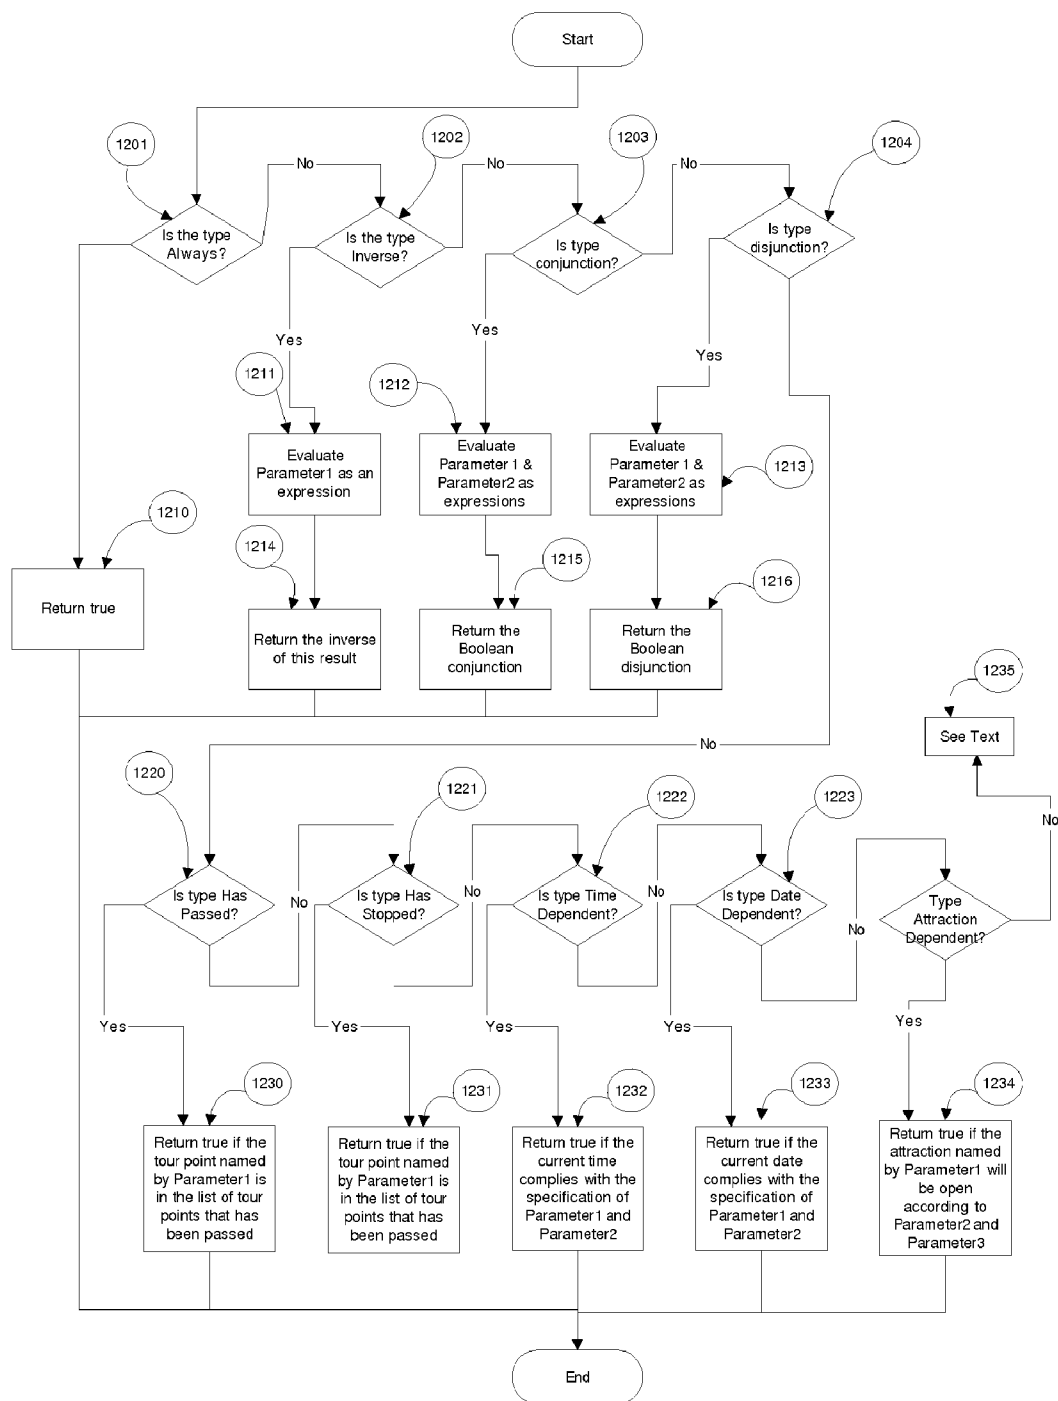 Start
1201
1202
1203
1204
No
No
No
Is the type
Always?
Is the type
Inverse?
Is type
conjunction?
Is type
disjunction?
Yes
Yes
Yes
1211
1212
1213
Evaluate
Parameter1 as an
expression
Evaluate
Parameter 1 &
Parameter2 as
expressions
Evaluate
Parameter 1 &
Parameter2 as
expressions
1210
1214
1215
1216
Return true
Return the inverse
of this result
Return the
Boolean
conjunction
Return the
Boolean
disjunction
1235
See Text
No
1220
1221
1222
1223
No
Is type Has
Passed?
No
Is type Has
Stopped?
No
Is type Time
Dependent?
No
Is type Date
Dependent?
No
Type
Attraction
Dependent?
Yes
Yes
Yes
Yes
Yes
1230
1231
1232
1233
1234
Return true if the
tour point named
by Parameter1 is
in the list of tour
points that has
been passed
Return true if the
tour point named
by Parameter1 is
in the list of tour
points that has
been passed
Return true if the
current time
complies with the
specification of
Parameter1 and
Parameter2
Return true if the
current date
complies with the
specification of
Parameter1 and
Parameter2
Return true if the
attraction named
by Parameter1 will
be open
according to
Parameter2 and
Parameter3
End